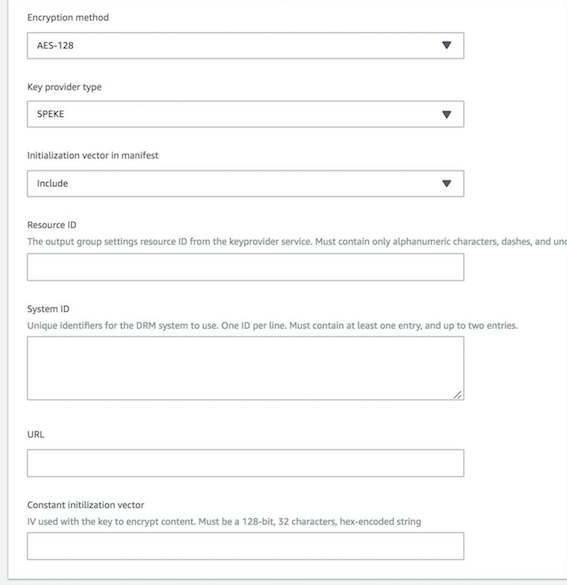 Encryption method
AES-128
Key provider type
SPEKE
Initialization vector in manifest
Include
Resource ID
The output group settings resource ID from the keyprovider service. Must contain only alphanumeric characters, dashes, and
System ID
Unique identifiers for the DRM system to use. One ID per line. Must contain at least one entry, and up to two entries.
URL
Constant initilization vector
IV used with the key to encrypt content. Must be a 128-bit, 32 characters, hex-encoded string